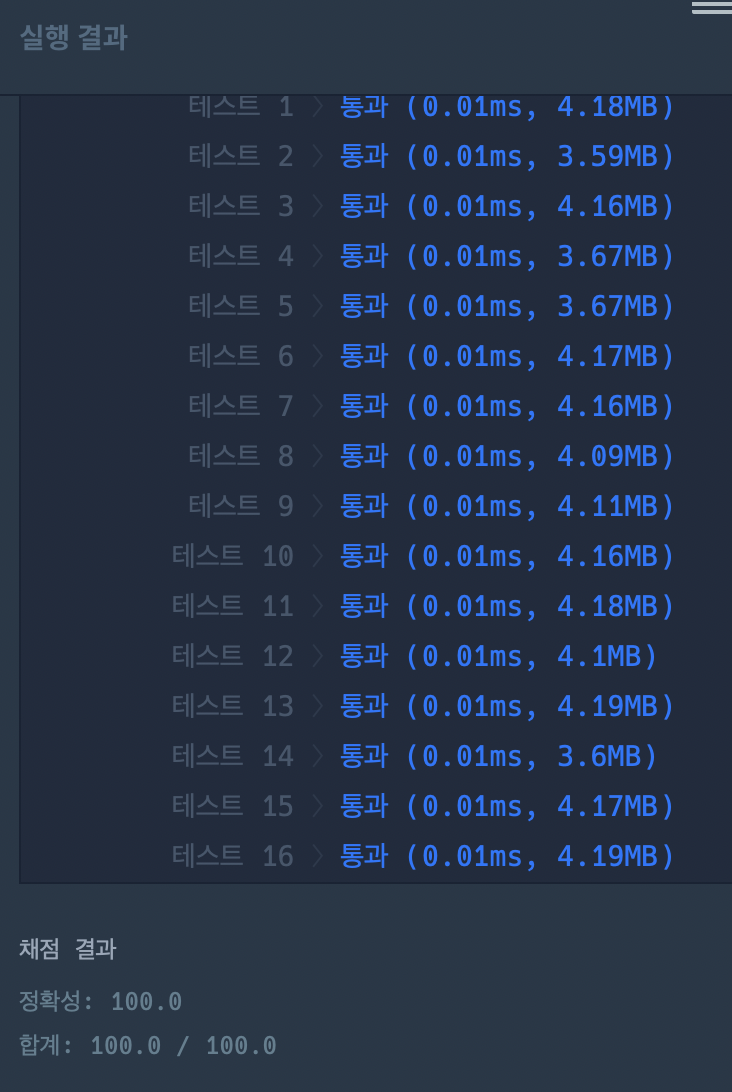 실행 결과
테스트 1 〉 통과 (0.01ms, 4.18MB)
테스트 2 〉 통과 (0.01ms, 3.59MB)
테스트 3 〉 통과 (0.01ms, 4.16MB)
테스트 4 〉 통과 (0.01ms, 3.67MB)
테스트 5 〉 통과 (0.01ms, 3.67MB)
테스트 6 〉 통과 (0.01ms, 4.17MB)
테스트 7 〉 통과 (0.01ms, 4.16MB)
테스트 8 〉 통과 (0.01ms, 4.09MB)
테스트 9 〉 통과 (0.01ms, 4.11MB)
테스트 10 〉 통과 (0.01ms, 4.16MB)
테스트 11 〉 통과 (0.01ms, 4.18MB)
테스트 12 〉 통과 (0.01ms, 4.1MB)
테스트 13 〉 통과 (0.01ms, 4.19MB)
테스트 14 〉 통과 (0.01ms, 3.6MB)
테스트 15 〉 통과 (0.01ms, 4.17MB)
테스트 16 〉 통과 (0.01ms, 4.19MB)
채점 결과
정확성: 100.0
합계: 100.0 / 100.0